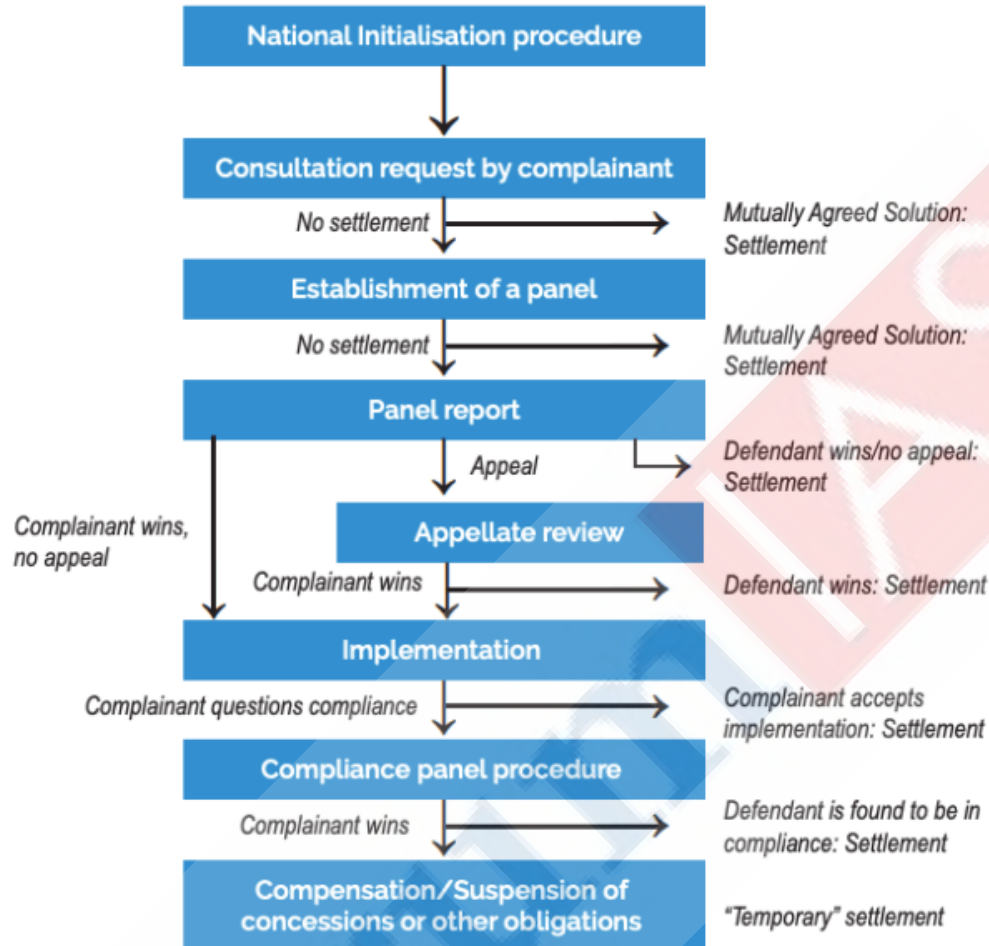 National Initialisation procedure
Consultation request by complainant
No settlement
Mutually Agreed Solution:
Settlement
Establishment of a panel
No settlement
Mutually Agreed Solution:
Settlement
Panel report
Appeal
Defendant wins/no appeal:
Settlement
Complainant wins,
no appeal
Appellate review
Complainant wins
Defendant wins: Settlement
Implementation
Complainant questions compliance
Complainant accepts
implementation: Settlement
Compliance panel procedure
Complainant wins
Defendant is found to be in
compliance: Settlement
Compensation/Suspension of
concessions or other obligations
“Temporary” settlement